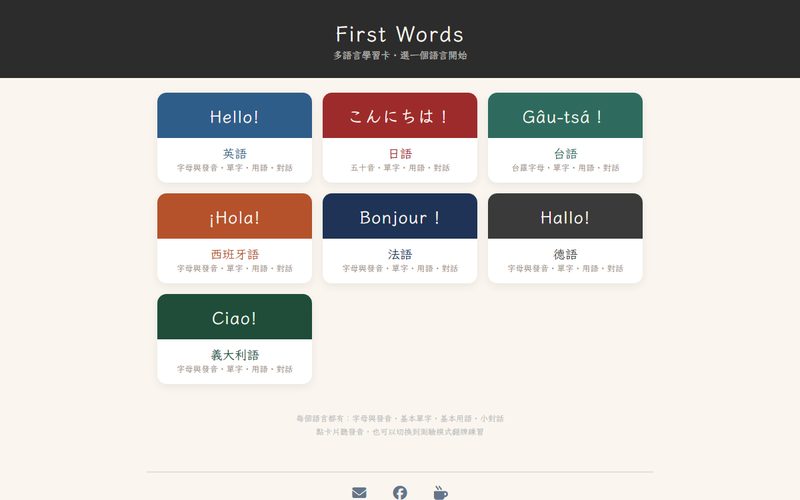 First Words
多語言學習卡・選一個語言開始
Hello!
英語
字母與發音・單字・用語・對話
こんにちは！
日語
五十音・單字・用語・對話
Gâu-tsá！
台語
台羅字母・單字・用語・對話
¡Hola!
西班牙語
字母與發音・單字・用語・對話
Bonjour！
法語
字母與發音・單字・用語・對話
Hallo!
德語
字母與發音・單字・用語・對話
Ciao!
義大利語
字母與發音・單字・用語・對話
每個語言都有：字母與發音・基本單字・基本用語・小對話
點卡片聽發音，也可以切換到測驗模式翻牌練習